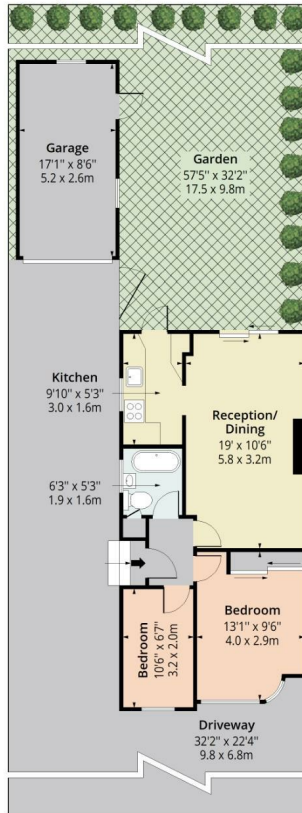 Garage
17'1" x 8'6"
5.2 x 2.6m
Garden
57'5" x 32'2"
17.5 x 9.8m
Kitchen
9'10" x 5'3"
3.0 x 1.6m
Reception/
Dining
19' x 10'6"
5.8 x 3.2m
6'3" x 5'3"
1.9 x 1.6m
Bedroom
10'6" x 6'7"
3.2 x 2.0m
Bedroom
13'1" x 9'6"
4.0 x 2.9m
Driveway
32'2" x 22'4"
9.8 x 6.8m